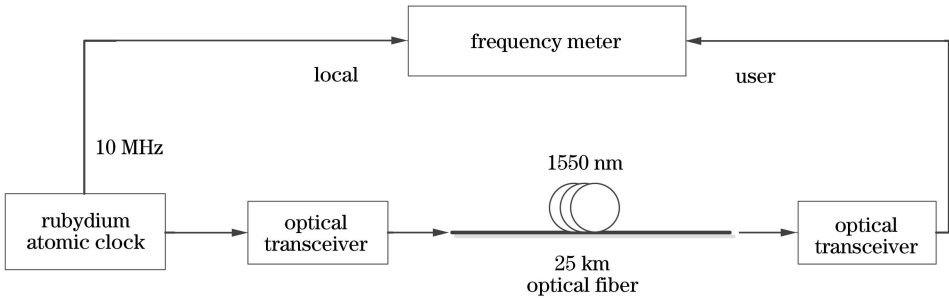 frequency meter
local
user
10 MHz
1550 nm
rubydium
atomic clock
optical
transceiver
optical
transceiver
25 km
optical fiber